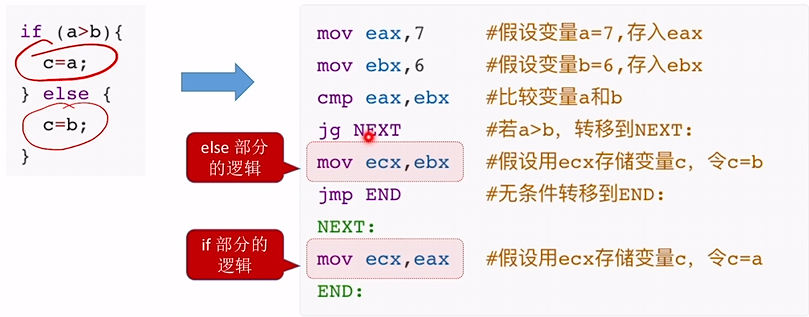 if (a>b){
c=a;
} else {
c=b;
}
mov eax,7 #假设变量a=7,存入eax
mov ebx,6 #假设变量b=6,存入ebx
cmp eax,ebx #比较变量a和b
jg NEXT #若a>b，转移到NEXT:
else 部分
的逻辑
mov ecx,ebx #假设用ecx存储变量c，令c=b
jmp END #无条件转移到END:
NEXT:
if 部分的
逻辑
mov ecx,eax #假设用ecx存储变量c，令c=a
END: